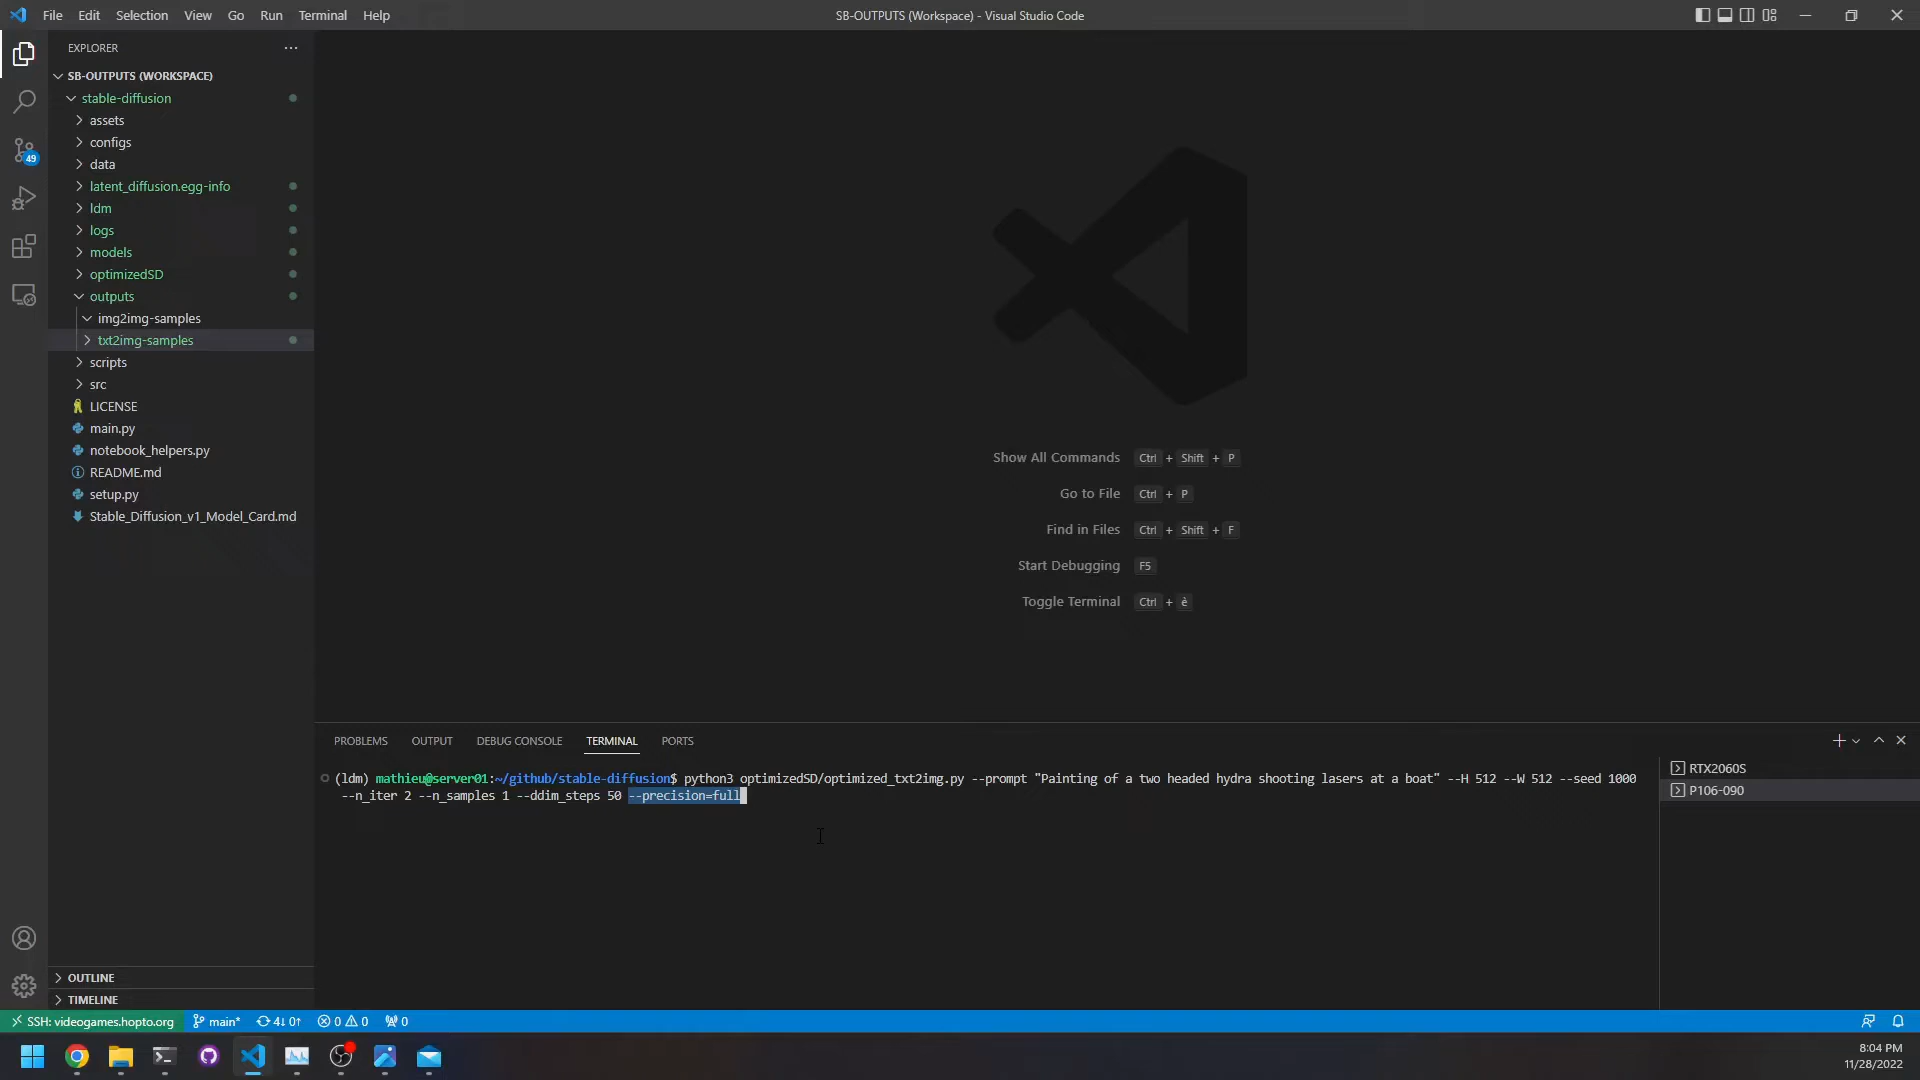 File Edit Selection View Go Run Terminal Help
SB-OUTPUTS (Workspace) - Visual Studio Code
EXPLORER
SB-OUTPUTS (WORKSPACE)
stable-diffusion
assets
configs
data
latent_diffusion.egg-info
ldm
logs
models
optimizedSD
outputs
img2img-samples
txt2img-samples
scripts
src
LICENSE
main.py
notebook_helpers.py
README.md
setup.py
Stable_Diffusion_v1_Model_Card.md
49
Show All Commands Ctrl + Shift + P
Go to File Ctrl + P
Find in Files Ctrl + Shift + F
Start Debugging F5
Toggle Terminal Ctrl + è
PROBLEMS OUTPUT DEBUG CONSOLE TERMINAL PORTS
(ldm) mathieu@server01:~/github/stable-diffusion$ python3 optimizedSD/optimized_txt2img.py --prompt "Painting of a two headed hydra shooting lasers at a boat" --H 512 --W 512 --seed 1000
--n_iter 2 --n_samples 1 --ddim_steps 50 --precision=full
RTX2060S
P106-090
OUTLINE
TIMELINE
SSH: videogames.hopto.org main* 4↓ 0↑ 0 0 0
8:04 PM
11/28/2022